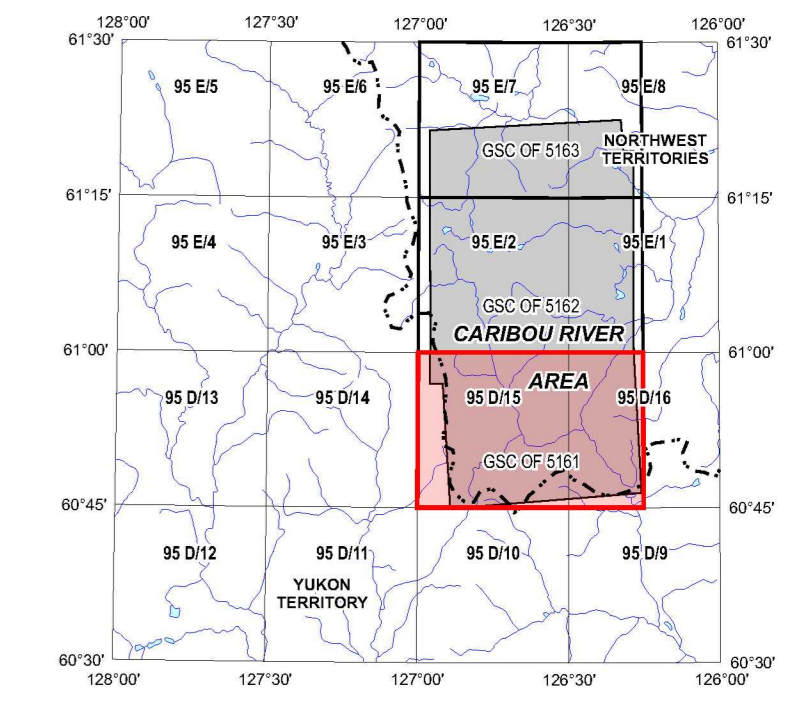 128°00'
127°30'
127°00'
126°30'
126°00'
61°30'
61°30'
95 E/5
95 E/6
95 E/7
95 E/8
GSC OF 5163
NORTHWEST
TERRITORIES
61°15'
61°15'
95 E/4
95 E/3
95 E/2
95 E/1
GSC OF 5162
CARIBOU RIVER
61°00'
61°00'
AREA
95 D/13
95 D/14
95 D/15
95 D/16
GSC OF 5161
60°45'
60°45'
95 D/12
95 D/11
95 D/10
95 D/9
YUKON
TERRITORY
60°30'
60°30'
128°00'
127°30'
127°00'
126°30'
126°00'